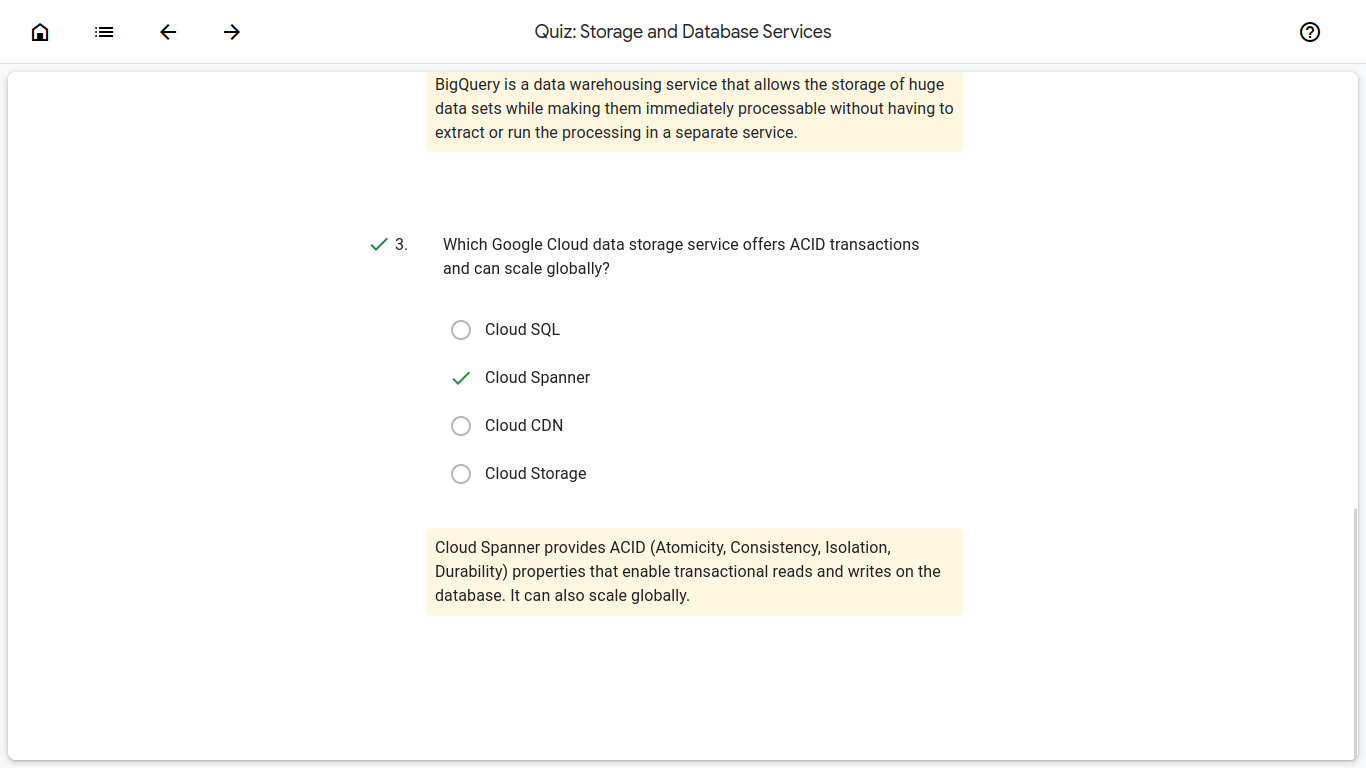 Quiz: Storage and Database Services
BigQuery is a data warehousing service that allows the storage of huge
data sets while making them immediately processable without having to
extract or run the processing in a separate service.
3. Which Google Cloud data storage service offers ACID transactions
and can scale globally?
Cloud SQL
Cloud Spanner
Cloud CDN
Cloud Storage
Cloud Spanner provides ACID (Atomicity, Consistency, Isolation,
Durability) properties that enable transactional reads and writes on the
database. It can also scale globally.